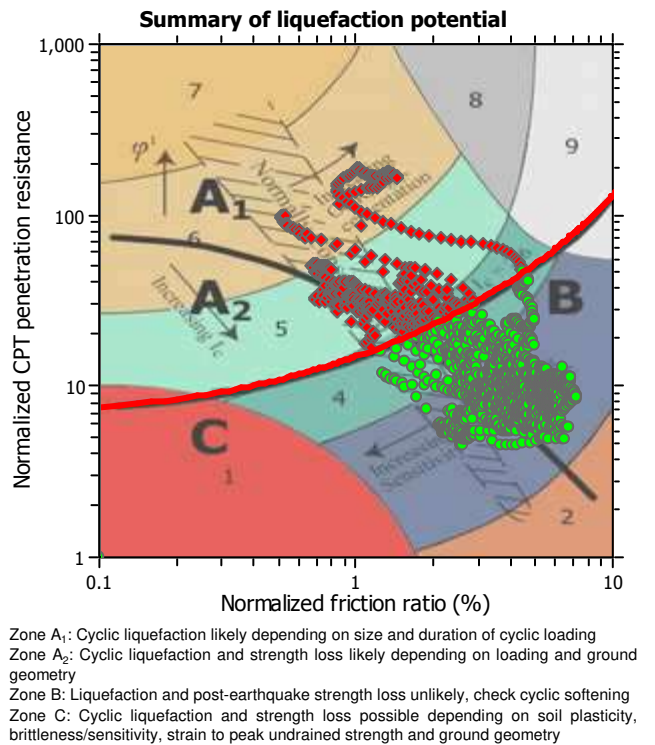 Summary of liquefaction potential
Normalized CPT penetration resistance
1,000
100
10
1
7
8
9
φ'
A1
6
A2
Increasing Ic
5
B
4
C
1
Increasing
Sensitivity
2
0.1
1
10
Normalized friction ratio (%)
Zone A1: Cyclic liquefaction likely depending on size and duration of cyclic loading
Zone A2: Cyclic liquefaction and strength loss likely depending on loading and ground
geometry
Zone B: Liquefaction and post-earthquake strength loss unlikely, check cyclic softening
Zone C: Cyclic liquefaction and strength loss possible depending on soil plasticity,
brittleness/sensitivity, strain to peak undrained strength and ground geometry